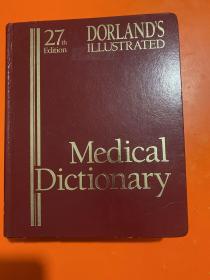 27th Edition
DORLAND'S
ILLUSTRATED
Medical
Dictionary